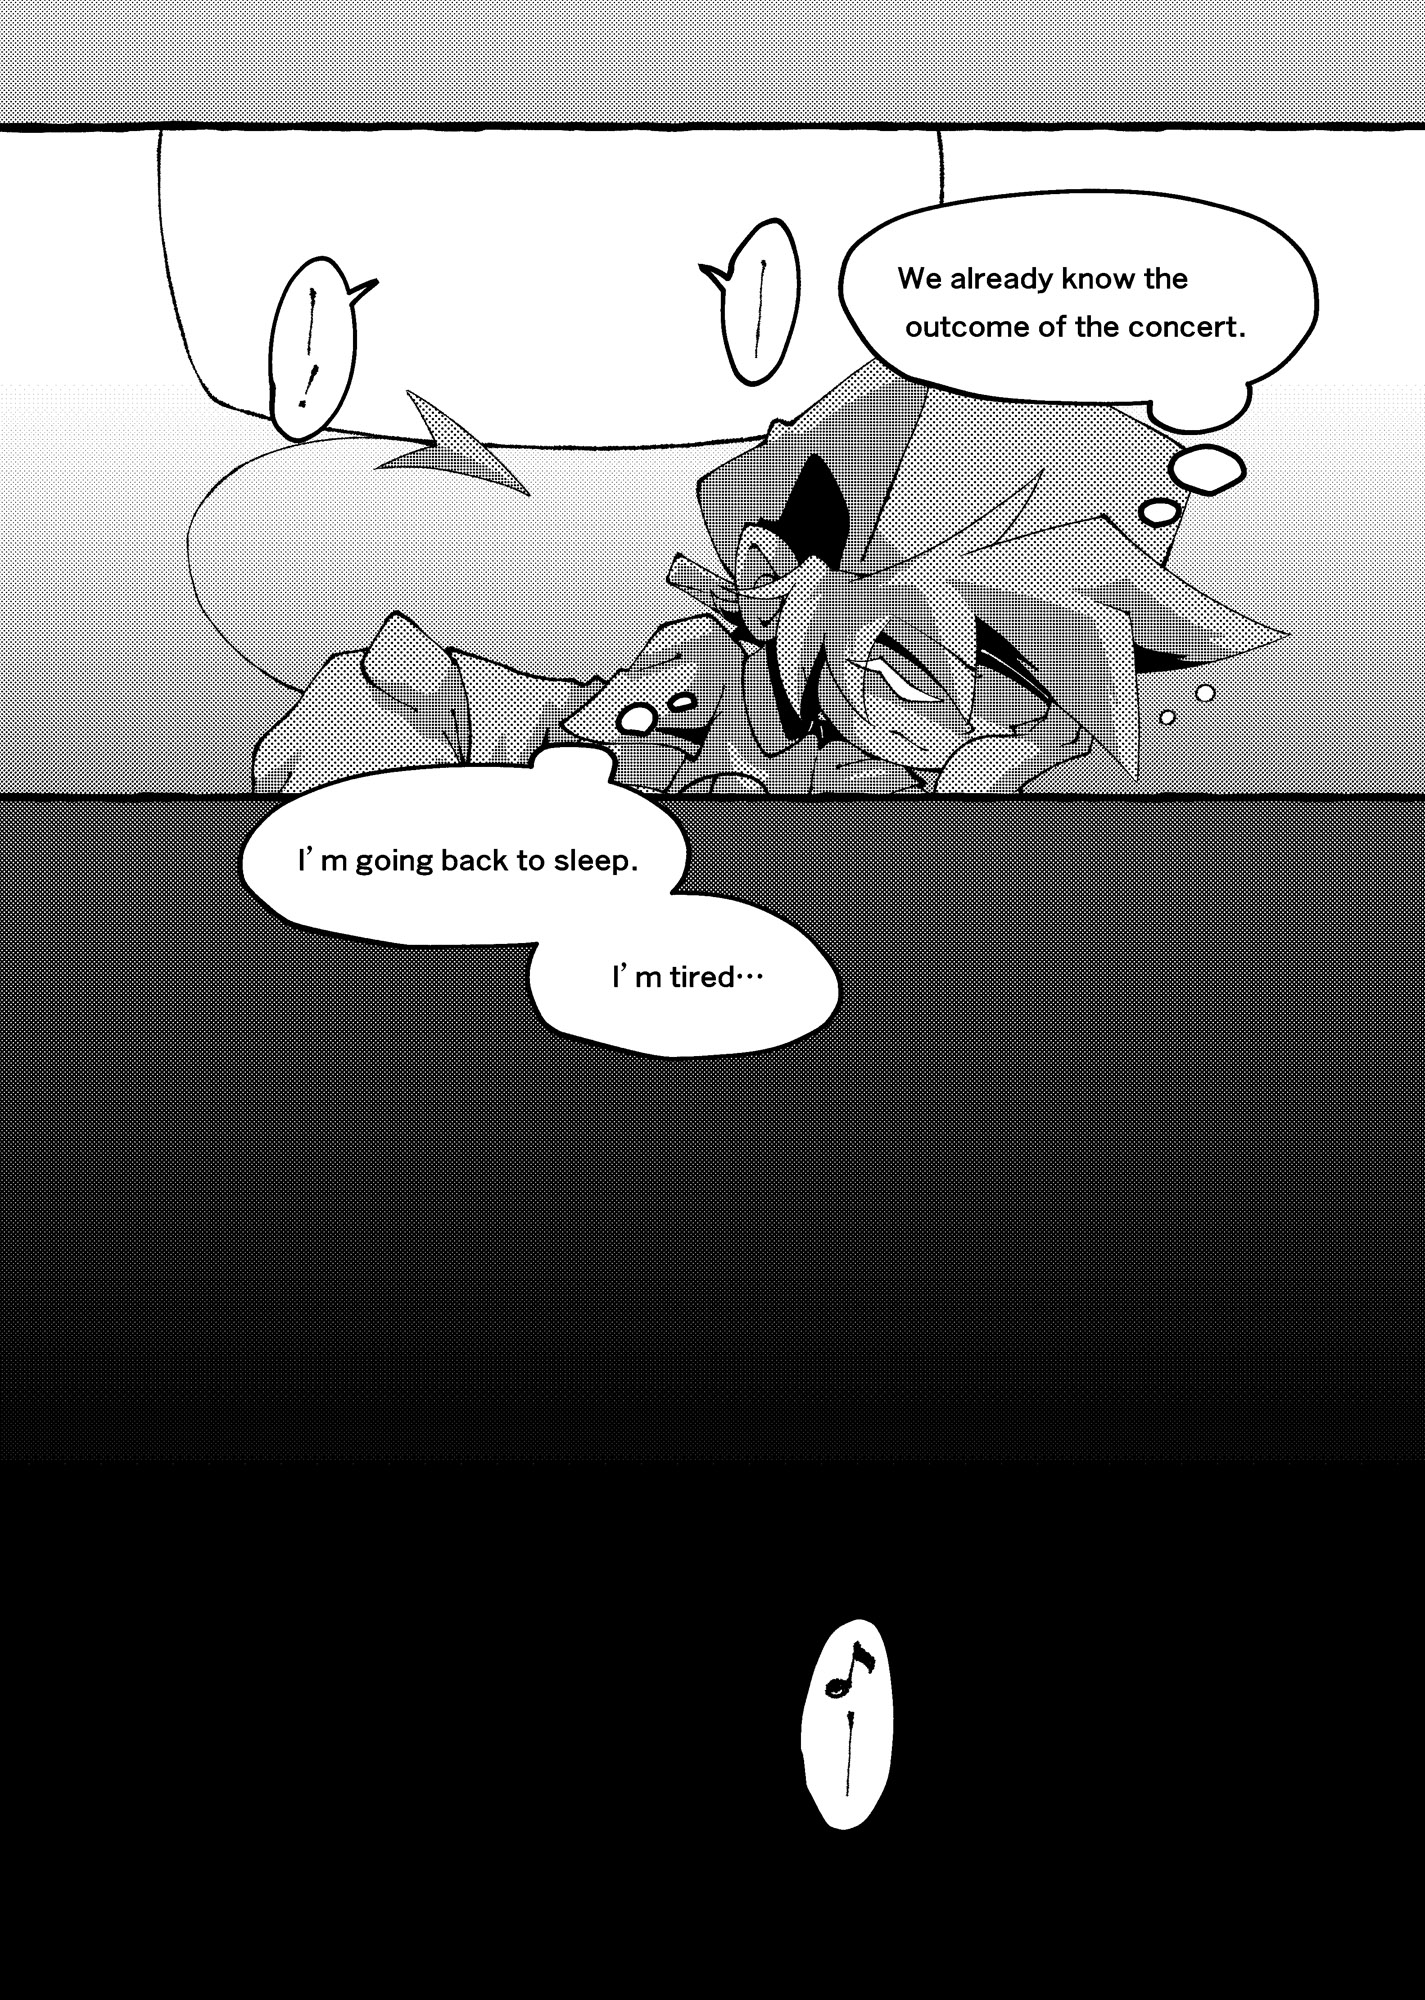 We already know the
outcome of the concert.
I'm going back to sleep.
I'm tired…
♪